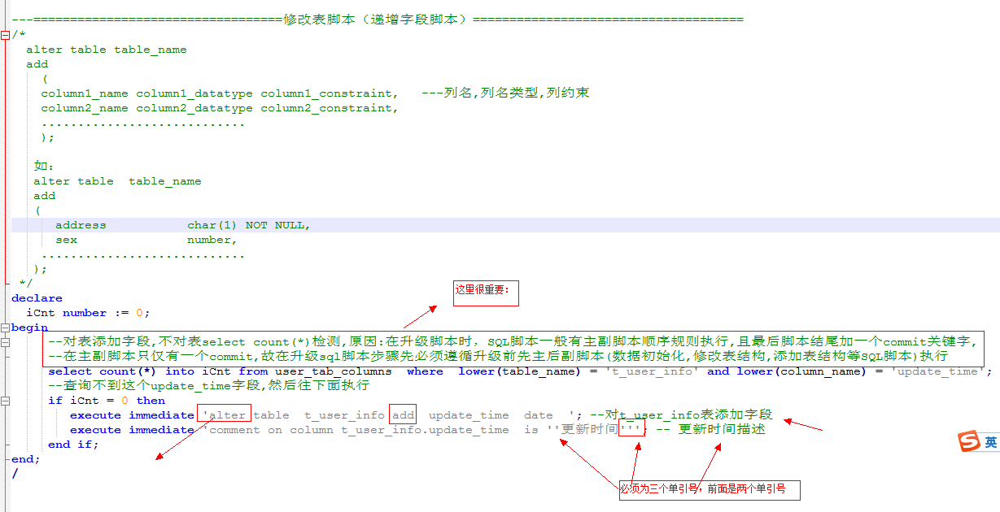 ---=====================================修改表脚本（递增字段脚本）=====================================
/*
alter table table_name
add
(
column1_name column1_datatype column1_constraint, ---列名,列名类型,列约束
column2_name column2_datatype column2_constraint,
............................
);
如:
alter table table_name
add
(
address char(1) NOT NULL,
sex number,
............................
);
*/
这里很重要:
declare
iCnt number := 0;
begin
--对表添加字段,不对表select count(*)检测,原因:在升级脚本时, SQL脚本一般有主副脚本顺序规则执行,且最后脚本结尾加一个commit关键字,
--在主副脚本只仅有一个commit,故在升级sql脚本步骤先必须遵循升级前先主后副脚本(数据初始化,修改表结构,添加表结构等SQL脚本)执行
select count(*) into iCnt from user_tab_columns where lower(table_name) = 't_user_info' and lower(column_name) = 'update_time';
--查询不到这个update_time字段,然后往下面执行
if iCnt = 0 then
execute immediate 'alter table t_user_info add update_time date '; --对t_user_info表添加字段
execute immediate 'comment on column t_user_info.update_time is ''更新时间'''; -- 更新时间描述
end if;
end;
/
必须为三个单引号, 前面是两个单引号
英